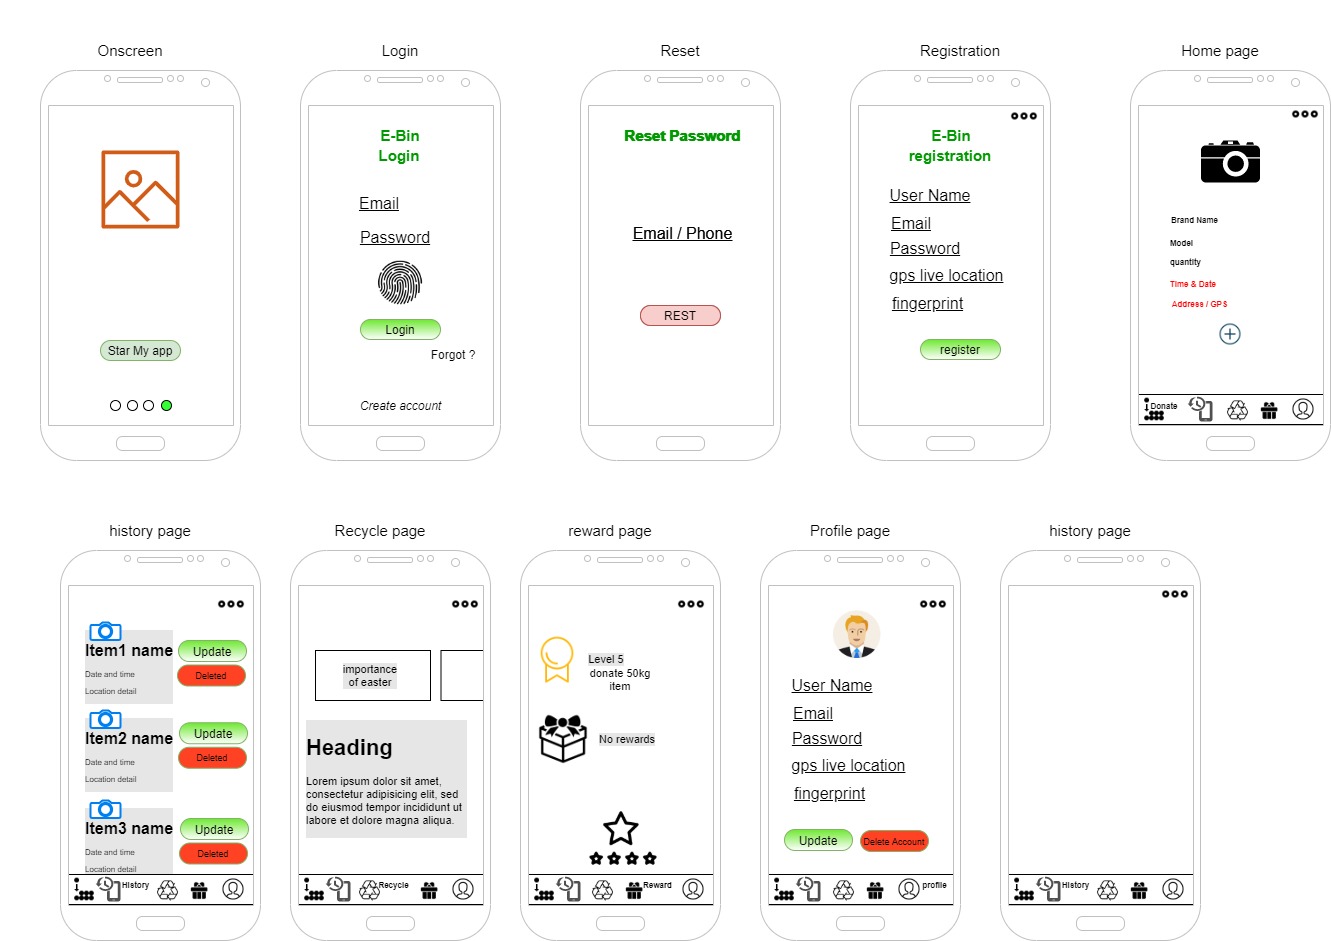 Onscreen
Star My app
Login
E-Bin
Login
Email
Password
Login
Forgot ?
Create account
Reset
Reset Password
Email / Phone
REST
Registration
E-Bin
registration
User Name
Email
Password
gps live location
fingerprint
register
Home page
Brand Name
Model
quantity
Time & Date
Address / GPS
Donate
history page
Item1 name
Date and time
Location detail
Update
Deleted
Item2 name
Date and time
Location detail
Update
Deleted
Item3 name
Date and time
Location detail
Update
Deleted
History
Recycle page
importance
of easter
Heading
Lorem ipsum dolor sit amet,
consectetur adipisicing elit, sed
do eiusmod tempor incididunt ut
labore et dolore magna aliqua.
Recycle
reward page
Level 5
donate 50kg
item
No rewards
Reward
Profile page
User Name
Email
Password
gps live location
fingerprint
Update
Delete Account
profile
history page
History